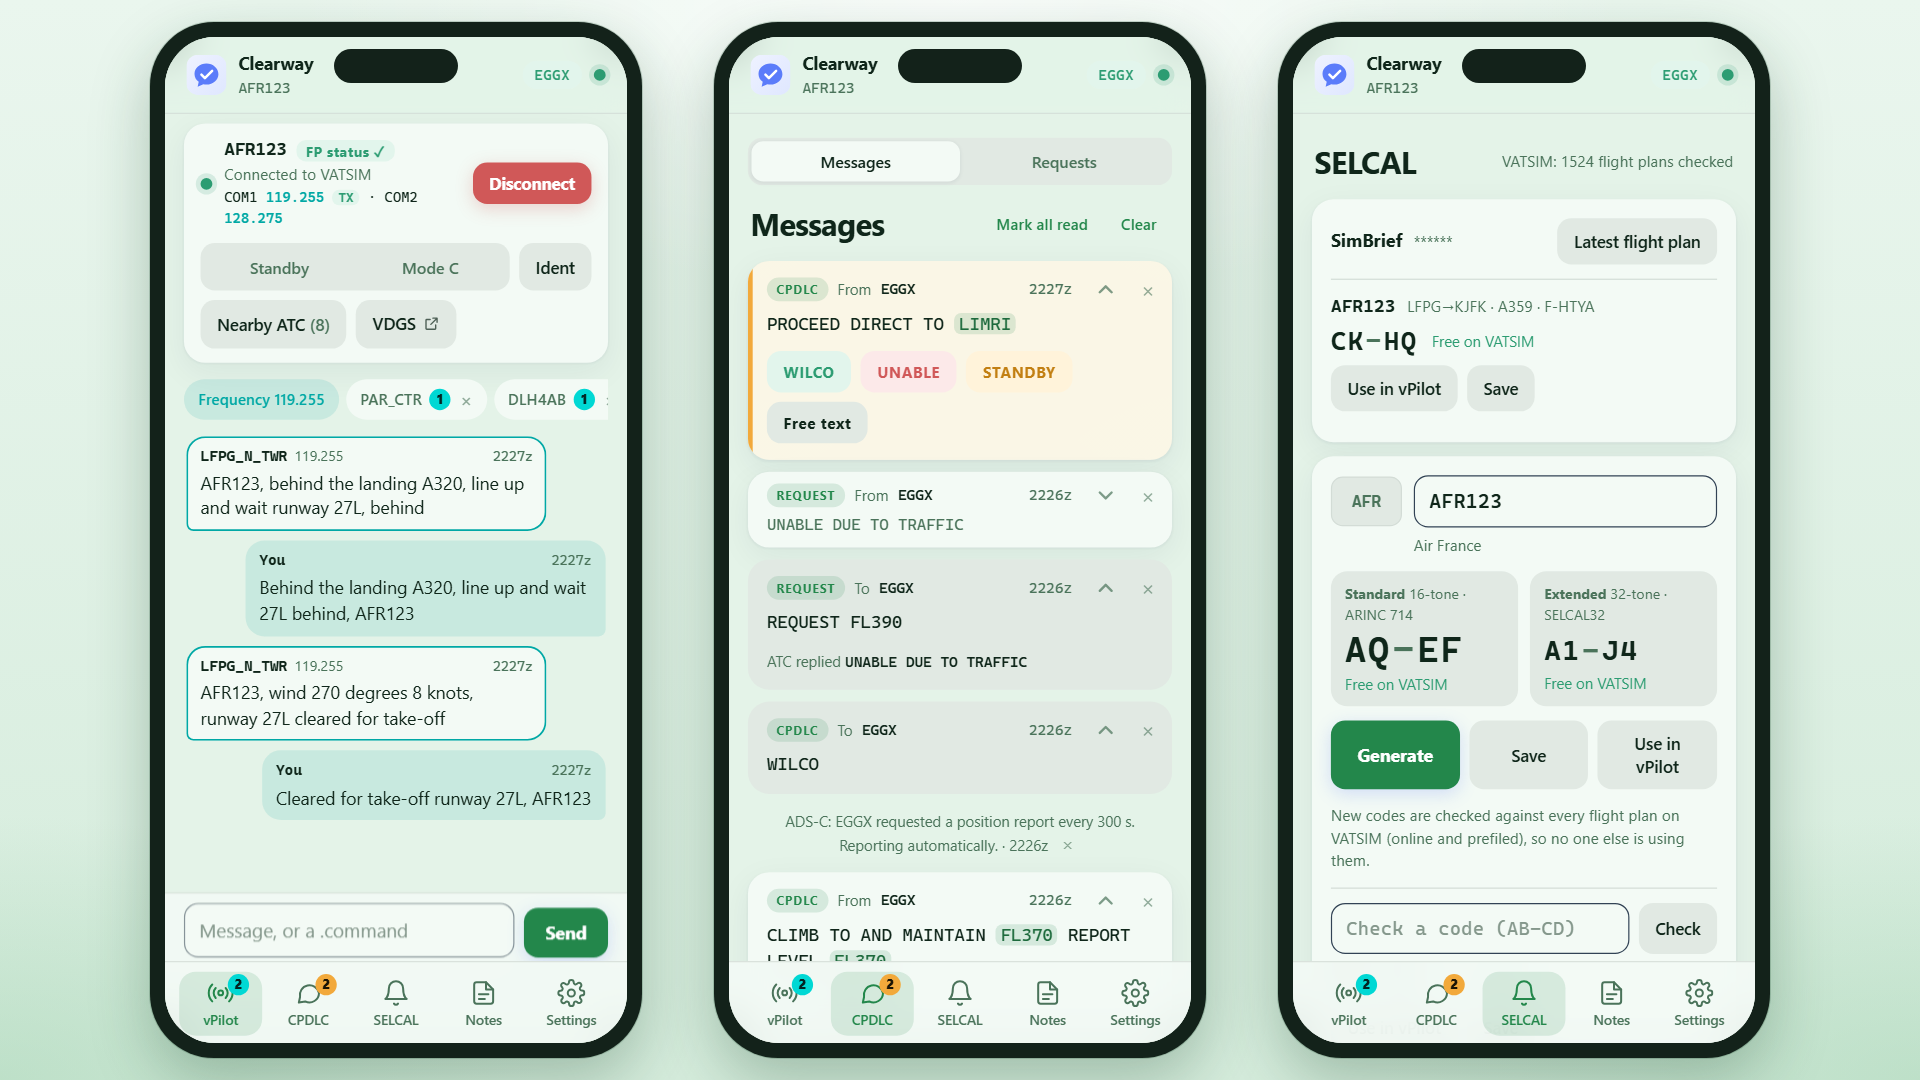 Clearway
AFR123
EGGX
AFR123 FP status ✓
Connected to VATSIM
COM1 119.255 TX · COM2
128.275
Disconnect
Standby
Mode C
Ident
Nearby ATC (8)
VDGS
Frequency 119.255
PAR_CTR 1 ×
DLH4AB 1
LFPG_N_TWR 119.255 2227z
AFR123, behind the landing A320, line up
and wait runway 27L, behind
You 2227z
Behind the landing A320, line up and wait
27L behind, AFR123
LFPG_N_TWR 119.255 2227z
AFR123, wind 270 degrees 8 knots,
runway 27L cleared for take-off
You 2227z
Cleared for take-off runway 27L, AFR123
Message, or a .command
Send
2
2
vPilot
CPDLC
SELCAL
Notes
Settings
Clearway
AFR123
EGGX
Messages
Requests
Messages
Mark all read
Clear
CPDLC From EGGX 2227z ×
PROCEED DIRECT TO LIMRI
WILCO
UNABLE
STANDBY
Free text
REQUEST From EGGX 2226z ×
UNABLE DUE TO TRAFFIC
REQUEST To EGGX 2226z ×
REQUEST FL390
ATC replied UNABLE DUE TO TRAFFIC
CPDLC To EGGX 2226z ×
WILCO
ADS-C: EGGX requested a position report every 300 s.
Reporting automatically. · 2226z ×
CPDLC From EGGX 2226z ×
CLIMB TO AND MAINTAIN FL370 REPORT
LEVEL FL370
2
2
vPilot
CPDLC
SELCAL
Notes
Settings
Clearway
AFR123
EGGX
SELCAL
VATSIM: 1524 flight plans checked
SimBrief ******
Latest flight plan
AFR123 LFPG→KJFK · A359 · F-HTYA
CK–HQ Free on VATSIM
Use in vPilot
Save
AFR
AFR123
Air France
Standard 16-tone ·
ARINC 714
AQ–EF
Free on VATSIM
Extended 32-tone ·
SELCAL32
A1–J4
Free on VATSIM
Generate
Save
Use in
vPilot
New codes are checked against every flight plan on
VATSIM (online and prefiled), so no one else is using
them.
Check a code (AB–CD)
Check
2
2
vPilot
CPDLC
SELCAL
Notes
Settings